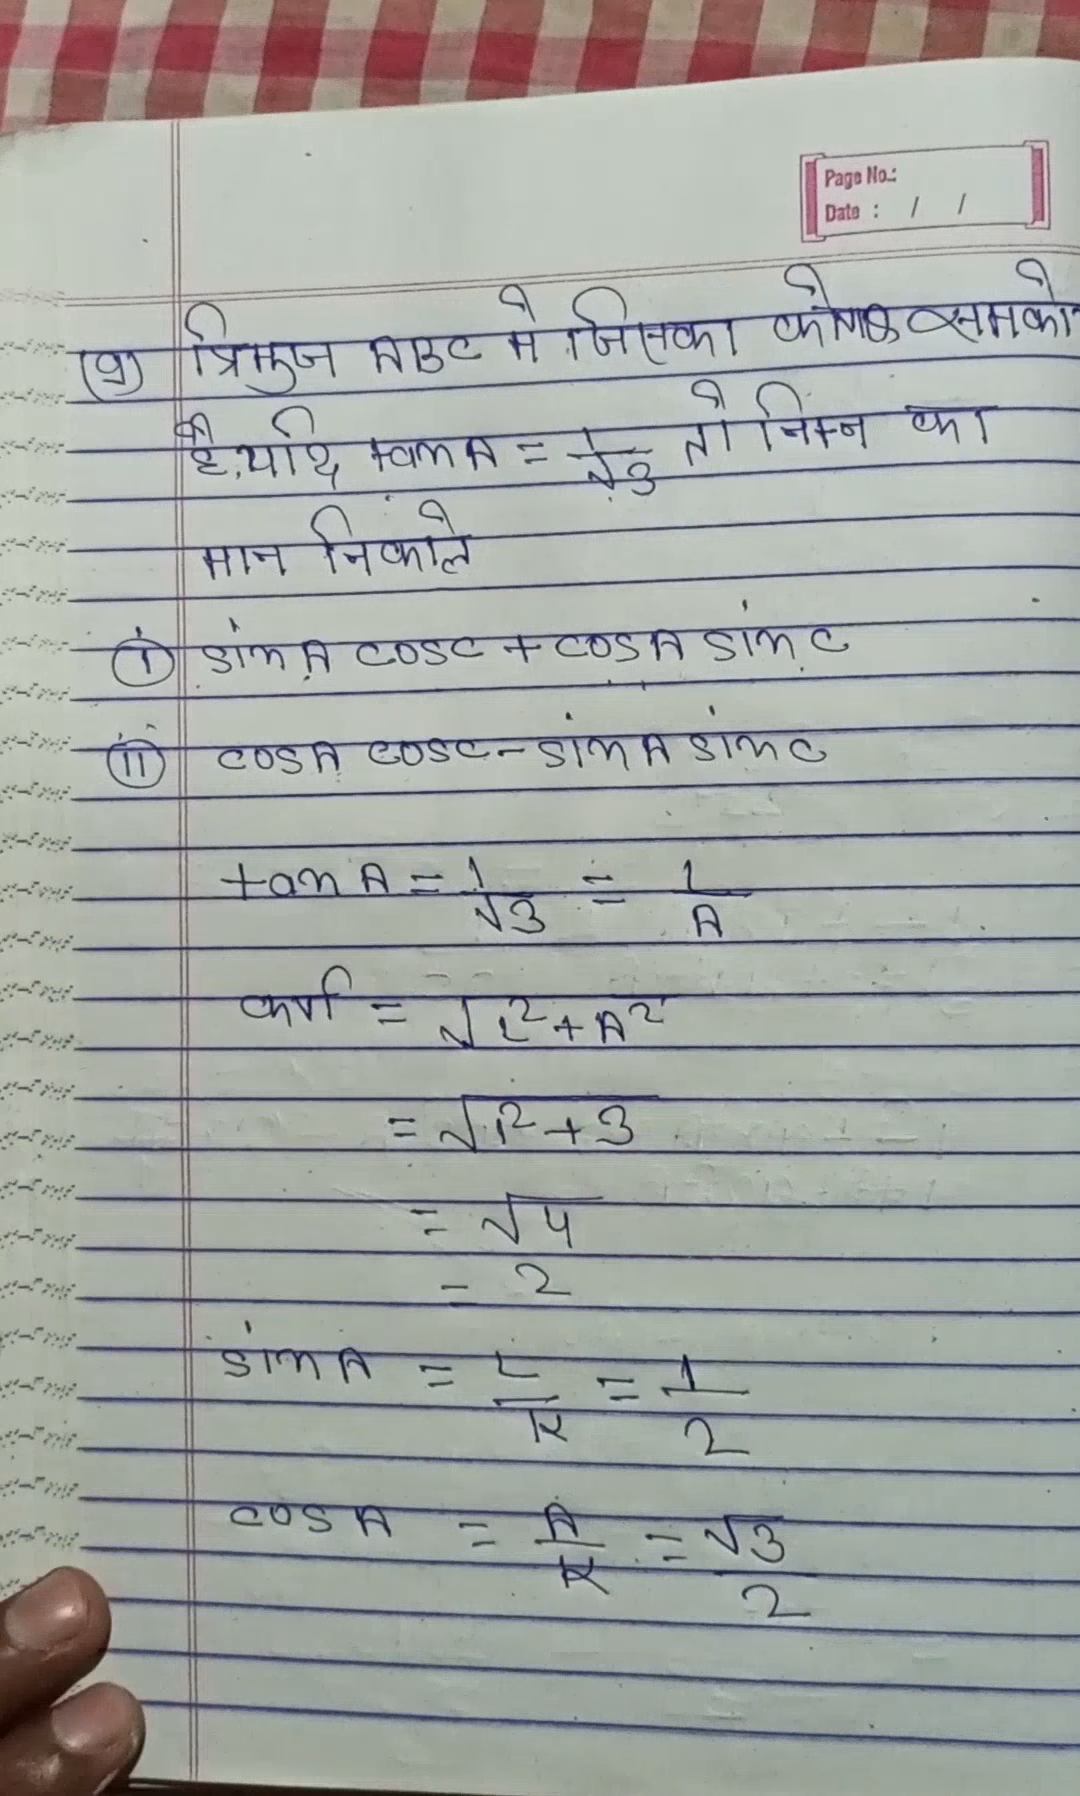 Page No.:
Date : / /
(9) त्रिभुज ABC मे जिसका कोण B समको
की
है, यदि tan A = 1/√3 तो निम्न का
मान निकाले
(i) sin A cos C + cos A sin C
(ii) cos A cos C - sin A sin C
tan A = 1/√3 = L/A
कर्ण = √L²+A²
= √1²+3
= √4
= 2
sin A = L/K = 1/2
cos A = A/K = √3/2